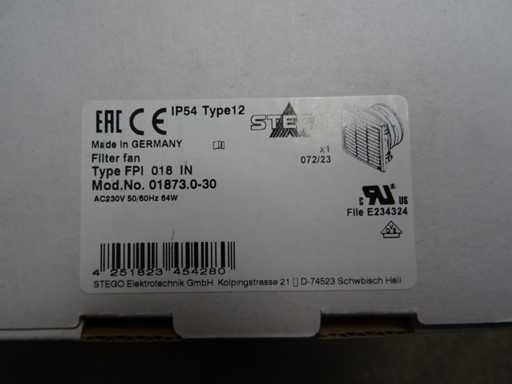 EAC CE IP54 Type12 STEGO
Made in GERMANY
x1
Filter fan
072/23
Type FPI 018 IN
Mod.No. 01873.0-30
AC230V 50/60Hz 64W
c RU us
File E234324
4 251623 454280
STEGO Elektrotechnik GmbH Kolpingstrasse 21 ▯ D-74523 Schwbisch Hall